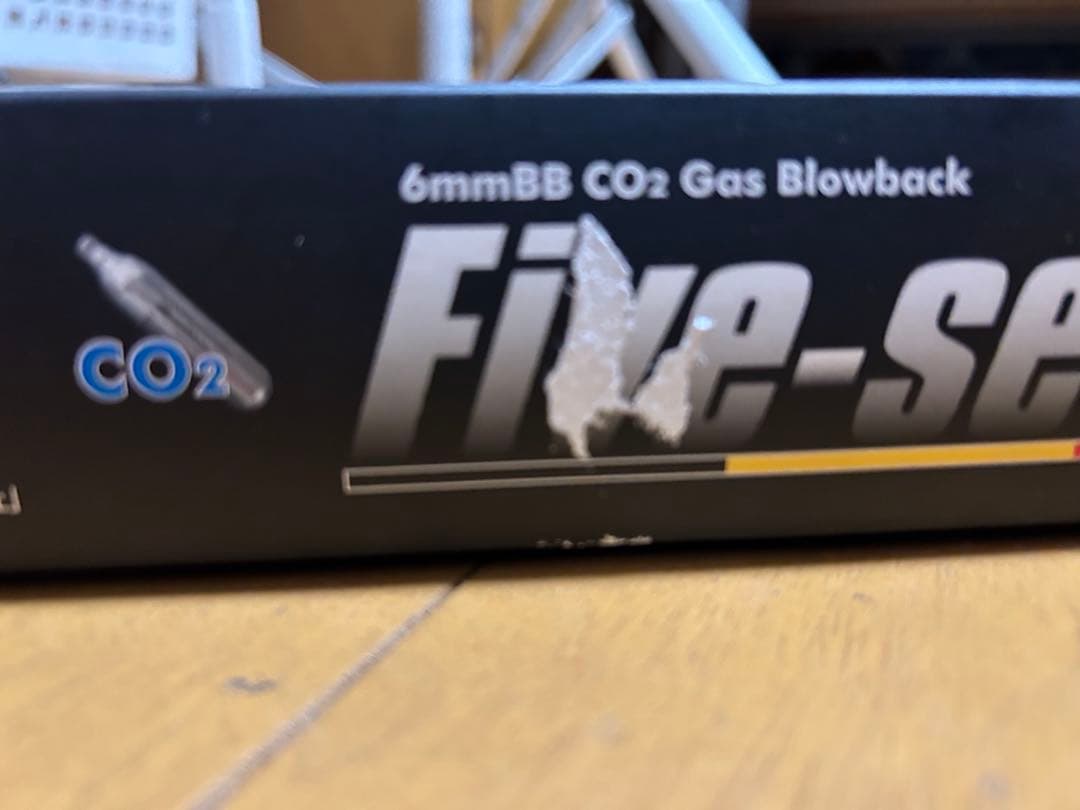 6mmBB CO2 Gas Blowback
Five-se
CO2